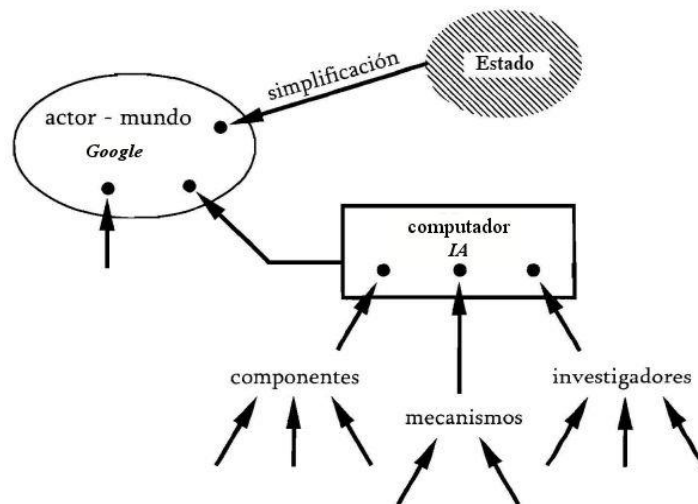 simplificación
Estado
actor - mundo
Google
computador
IA
componentes
mecanismos
investigadores